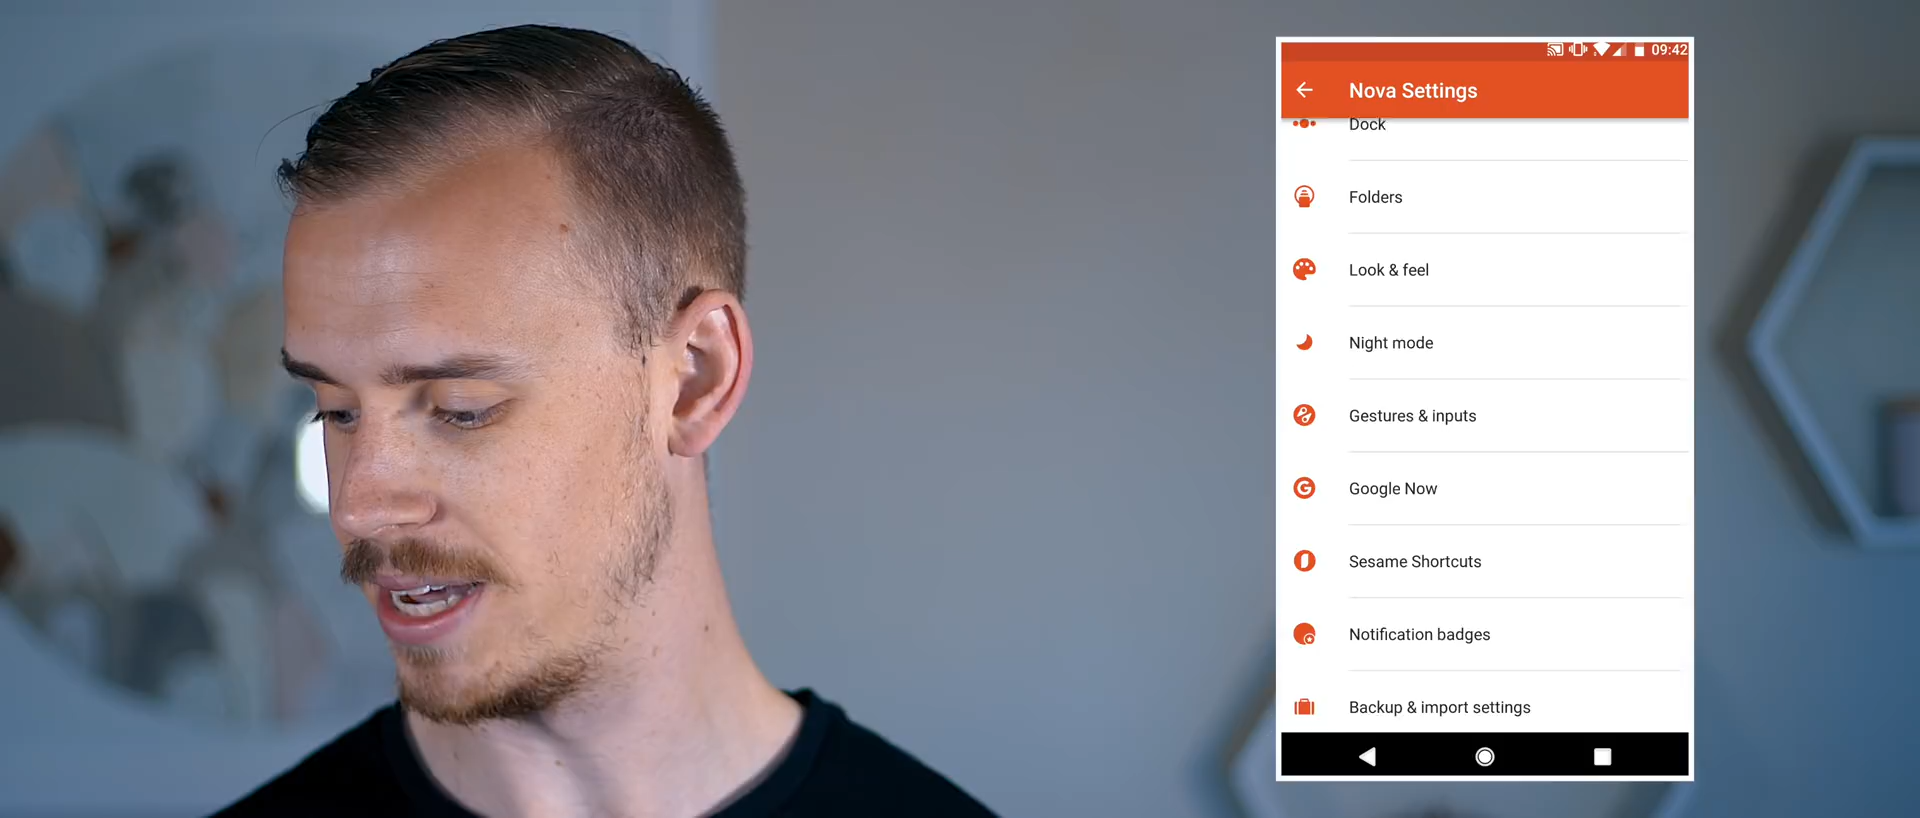 09:42
Nova Settings
Dock
Folders
Look & feel
Night mode
Gestures & inputs
Google Now
Sesame Shortcuts
Notification badges
Backup & import settings